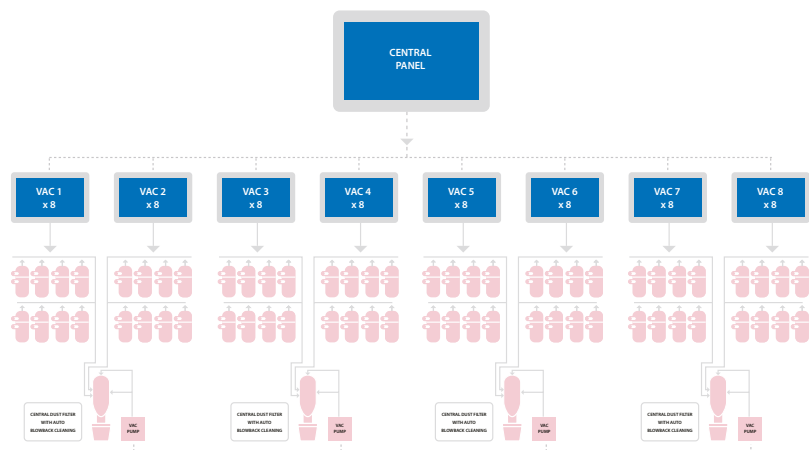 CENTRAL
PANEL
VAC 1
x 8
VAC 2
x 8
VAC 3
x 8
VAC 4
x 8
VAC 5
x 8
VAC 6
x 8
VAC 7
x 8
VAC 8
x 8
CENTRAL DUST FILTER
WITH AUTO
BLOWBACK CLEANING
VAC
PUMP
CENTRAL DUST FILTER
WITH AUTO
BLOWBACK CLEANING
VAC
PUMP
CENTRAL DUST FILTER
WITH AUTO
BLOWBACK CLEANING
VAC
PUMP
CENTRAL DUST FILTER
WITH AUTO
BLOWBACK CLEANING
VAC
PUMP